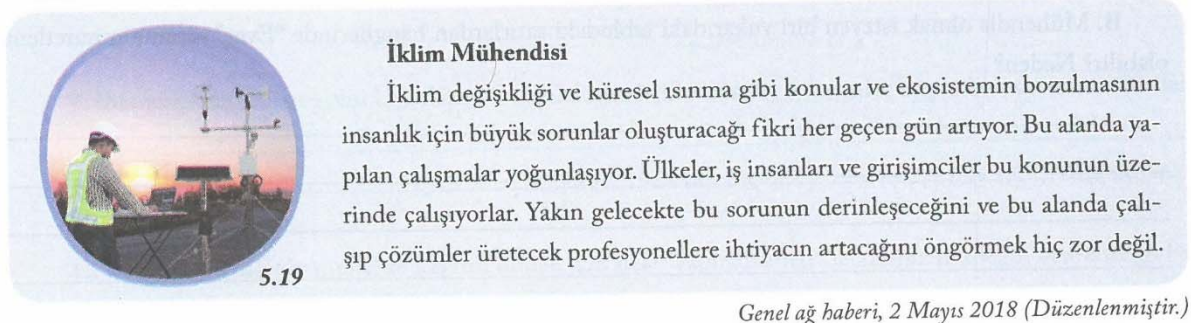 İklim Mühendisi
İklim değişikliği ve küresel ısınma gibi konular ve ekosistemin bozulmasının
insanlık için büyük sorunlar oluşturacağı fikri her geçen gün artıyor. Bu alanda ya-
pılan çalışmalar yoğunlaşıyor. Ülkeler, iş insanları ve girişimciler bu konunun üze-
rinde çalışıyorlar. Yakın gelecekte bu sorunun derinleşeceğini ve bu alanda çalı-
şıp çözümler üretecek profesyonellere ihtiyacın artacağını öngörmek hiç zor değil.
5.19
Genel ağ haberi, 2 Mayıs 2018 (Düzenlenmiştir.)